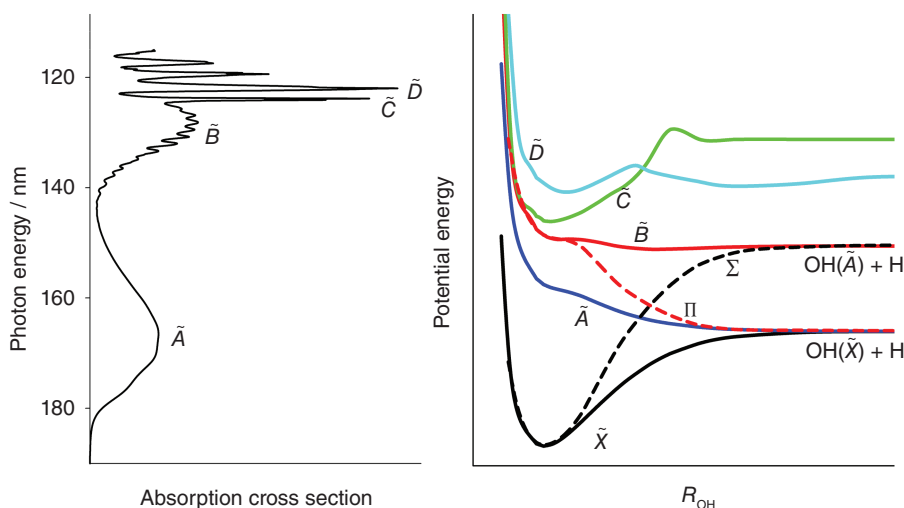 Photon energy / nm
120
140
160
180
D̃
C̃
B̃
Ã
Absorption cross section
Potential energy
D̃
C̃
B̃
Σ
OH(Ã) + H
Ã
Π
OH(X̃) + H
X̃
R_OH